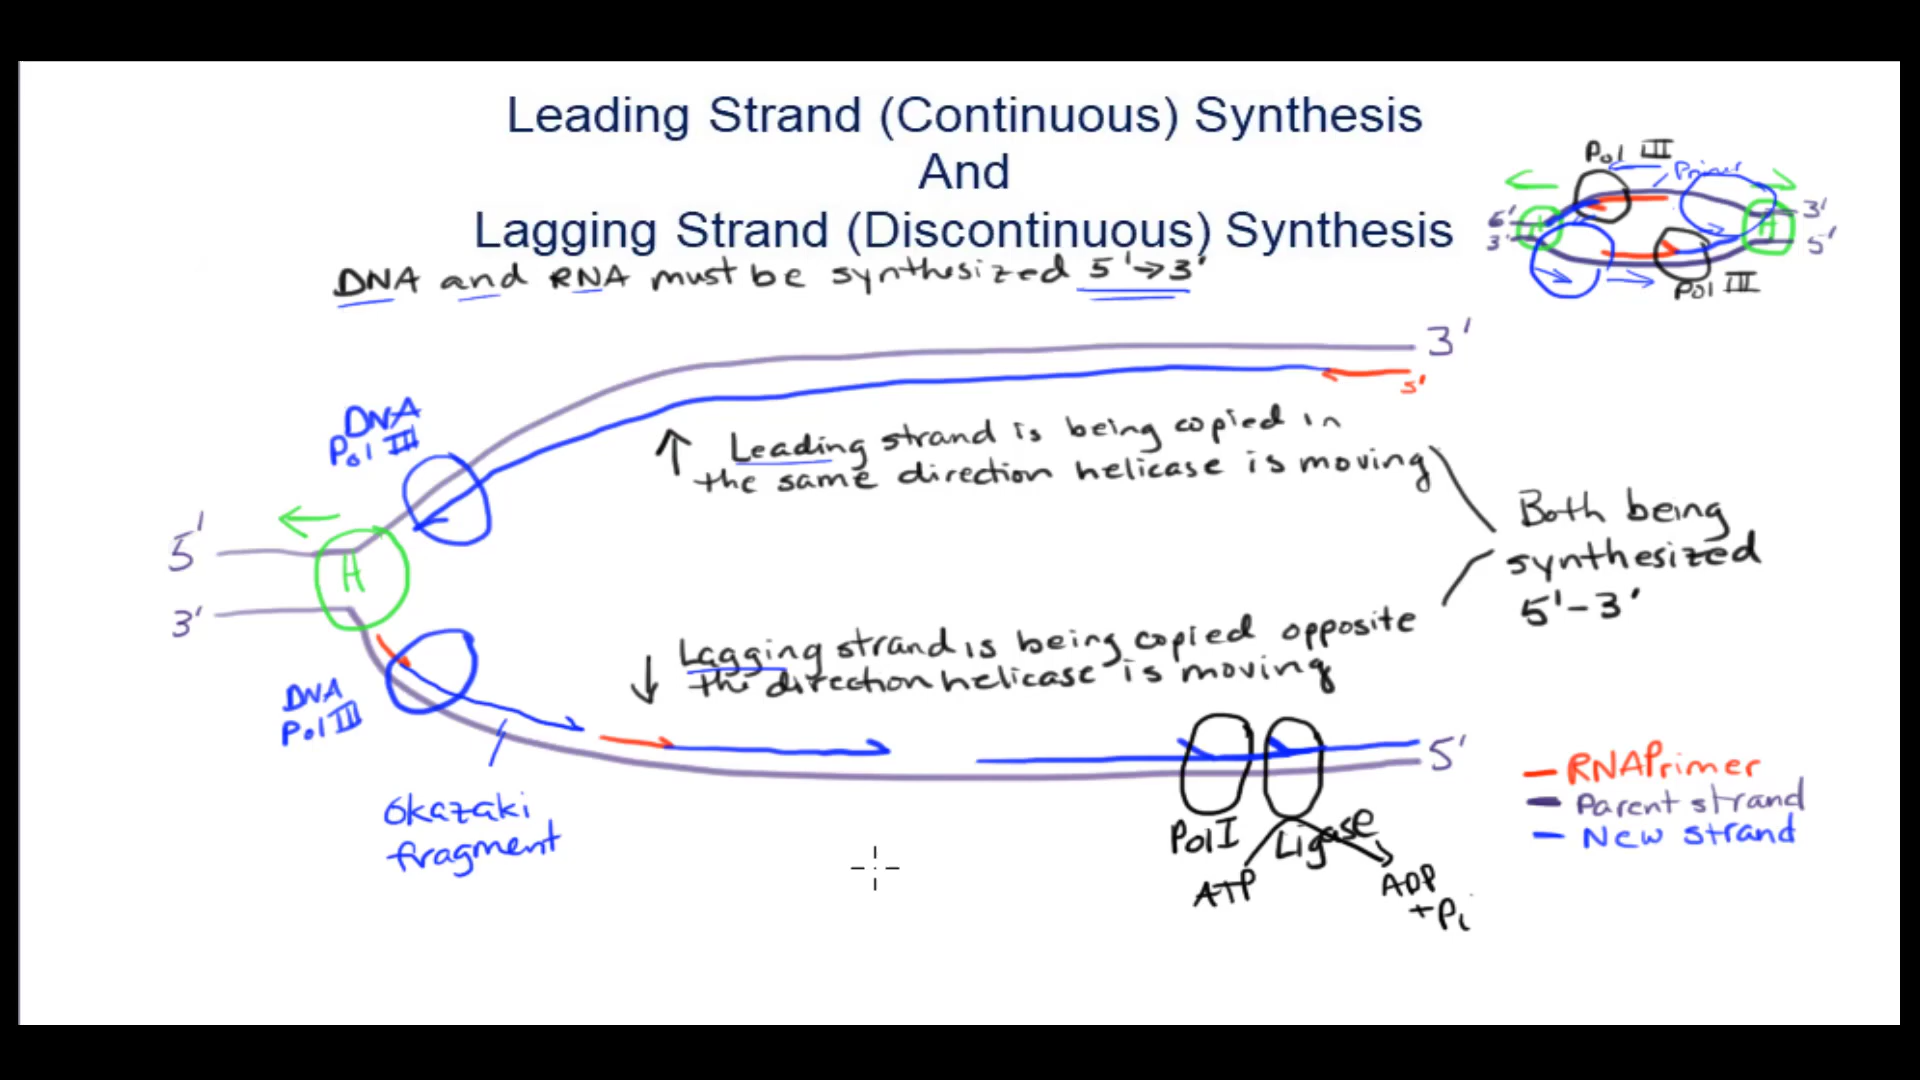 Leading Strand (Continuous) Synthesis
And
Lagging Strand (Discontinuous) Synthesis
DNA and RNA must be synthesized 5'→3'
Pol III
Primer
5'
3'
H
H
3'
5'
Pol III
3'
5'
DNA
Pol III
↑ Leading strand is being copied in
the same direction helicase is moving
Both being
synthesized
5'-3'
5'
H
3'
↓ Lagging strand is being copied opposite
the direction helicase is moving
DNA
Pol III
5'
Okazaki
fragment
Pol I
Ligase
ATP
ADP
+Pi
RNA Primer
Parent strand
New strand